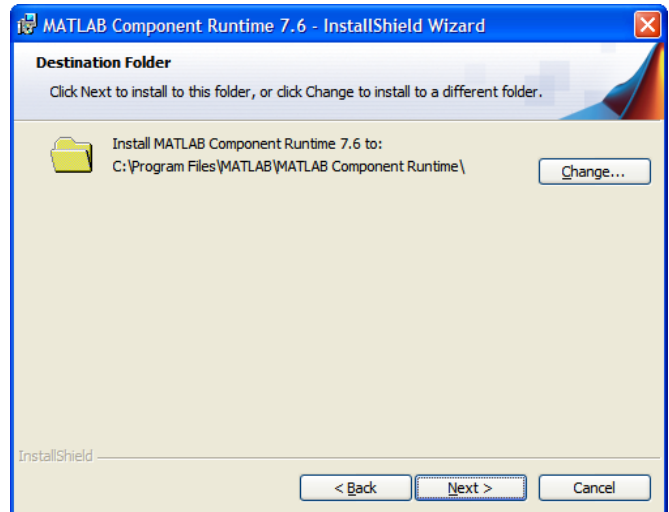 MATLAB Component Runtime 7.6 - InstallShield Wizard
Destination Folder
Click Next to install to this folder, or click Change to install to a different folder.
Install MATLAB Component Runtime 7.6 to:
C:\Program Files\MATLAB\MATLAB Component Runtime\
Change...
InstallShield
< Back
Next >
Cancel